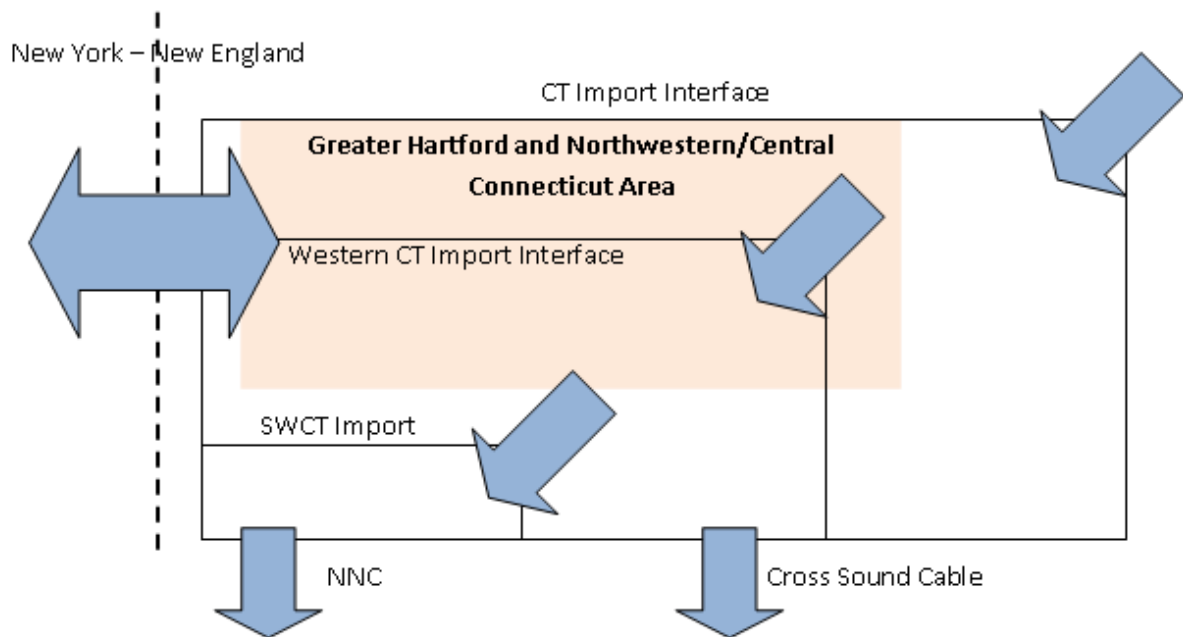 New York – New England
CT Import Interface
Greater Hartford and Northwestern/Central
Connecticut Area
Western CT Import Interface
SWCT Import
NNC
Cross Sound Cable